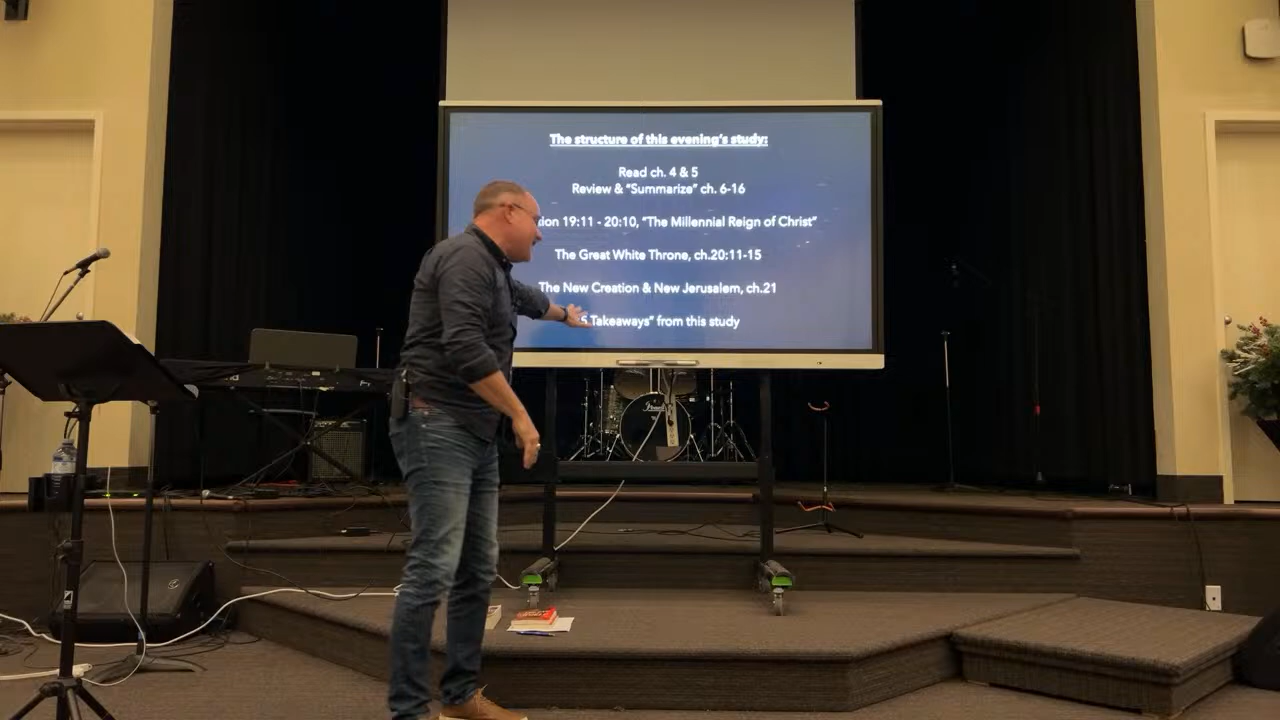 The structure of this evening's study:
Read ch. 4 & 5
Review & "Summarize" ch. 6-16
19:11 - 20:10, "The Millennial Reign of Christ"
The Great White Throne, ch.20:11-15
The New Creation & New Jerusalem, ch.21
Takeaways" from this study